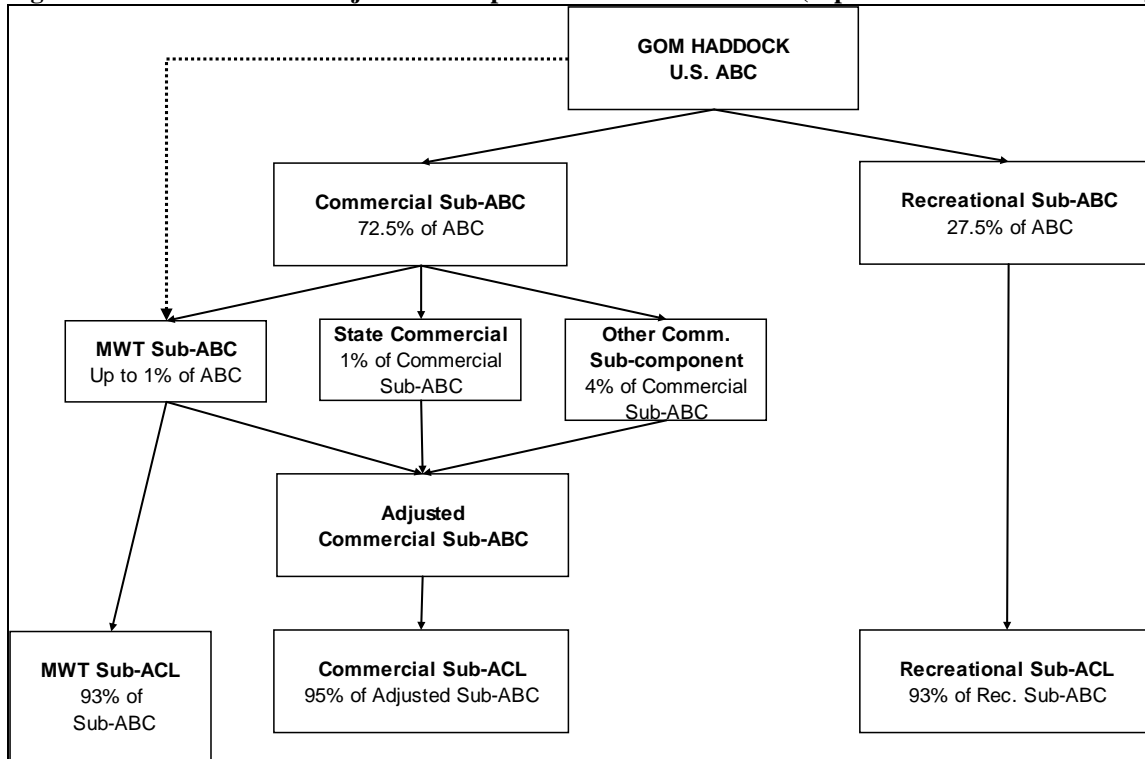 GOM HADDOCK
U.S. ABC
Commercial Sub-ABC
72.5% of ABC
Recreational Sub-ABC
27.5% of ABC
MWT Sub-ABC
Up to 1% of ABC
State Commercial
1% of Commercial
Sub-ABC
Other Comm.
Sub-component
4% of Commercial
Sub-ABC
Adjusted
Commercial Sub-ABC
MWT Sub-ACL
93% of
Sub-ABC
Commercial Sub-ACL
95% of Adjusted Sub-ABC
Recreational Sub-ACL
93% of Rec. Sub-ABC